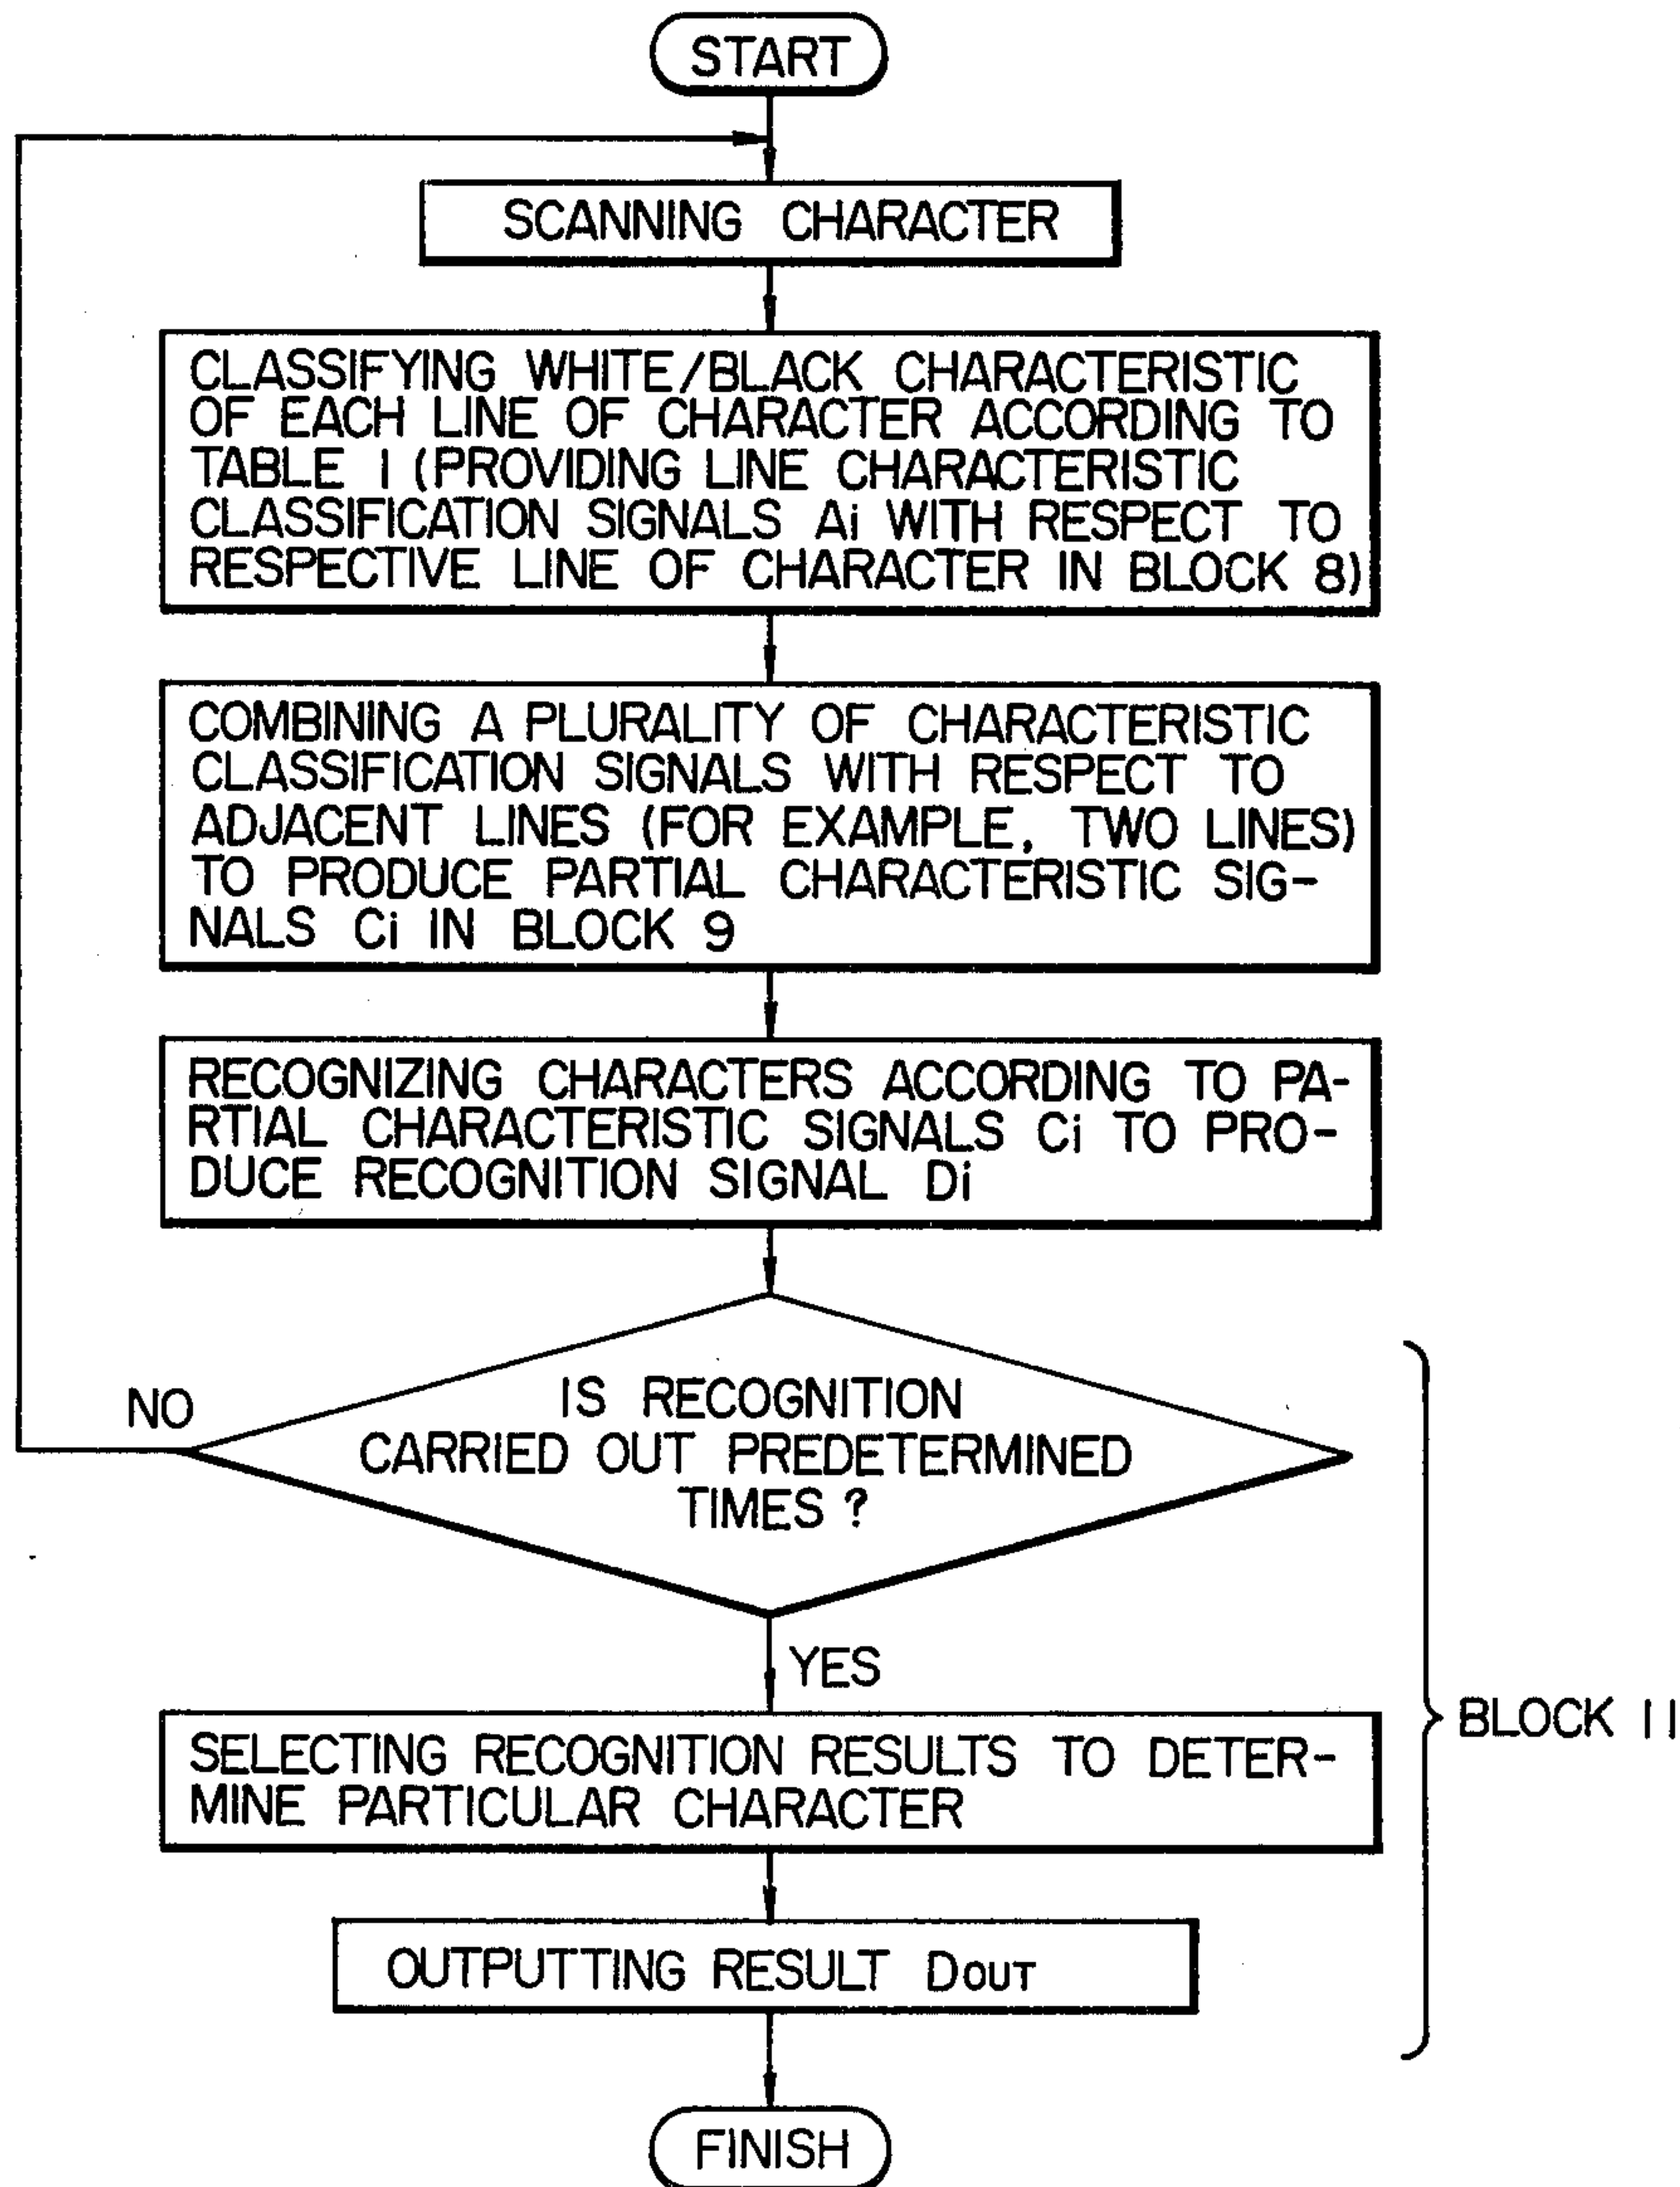 START
SCANNING CHARACTER
CLASSIFYING WHITE/BLACK CHARACTERISTIC
OF EACH LINE OF CHARACTER ACCORDING TO
TABLE 1 (PROVIDING LINE CHARACTERISTIC
CLASSIFICATION SIGNALS Ai WITH RESPECT TO
RESPECTIVE LINE OF CHARACTER IN BLOCK 8)
COMBINING A PLURALITY OF CHARACTERISTIC
CLASSIFICATION SIGNALS WITH RESPECT TO
ADJACENT LINES (FOR EXAMPLE, TWO LINES)
TO PRODUCE PARTIAL CHARACTERISTIC SIG-
NALS Ci IN BLOCK 9
RECOGNIZING CHARACTERS ACCORDING TO PA-
RTIAL CHARACTERISTIC SIGNALS Ci TO PRO-
DUCE RECOGNITION SIGNAL Di
IS RECOGNITION
CARRIED OUT PREDETERMINED
TIMES ?
NO
YES
SELECTING RECOGNITION RESULTS TO DETER-
MINE PARTICULAR CHARACTER
BLOCK 11
OUTPUTTING RESULT DOUT
FINISH